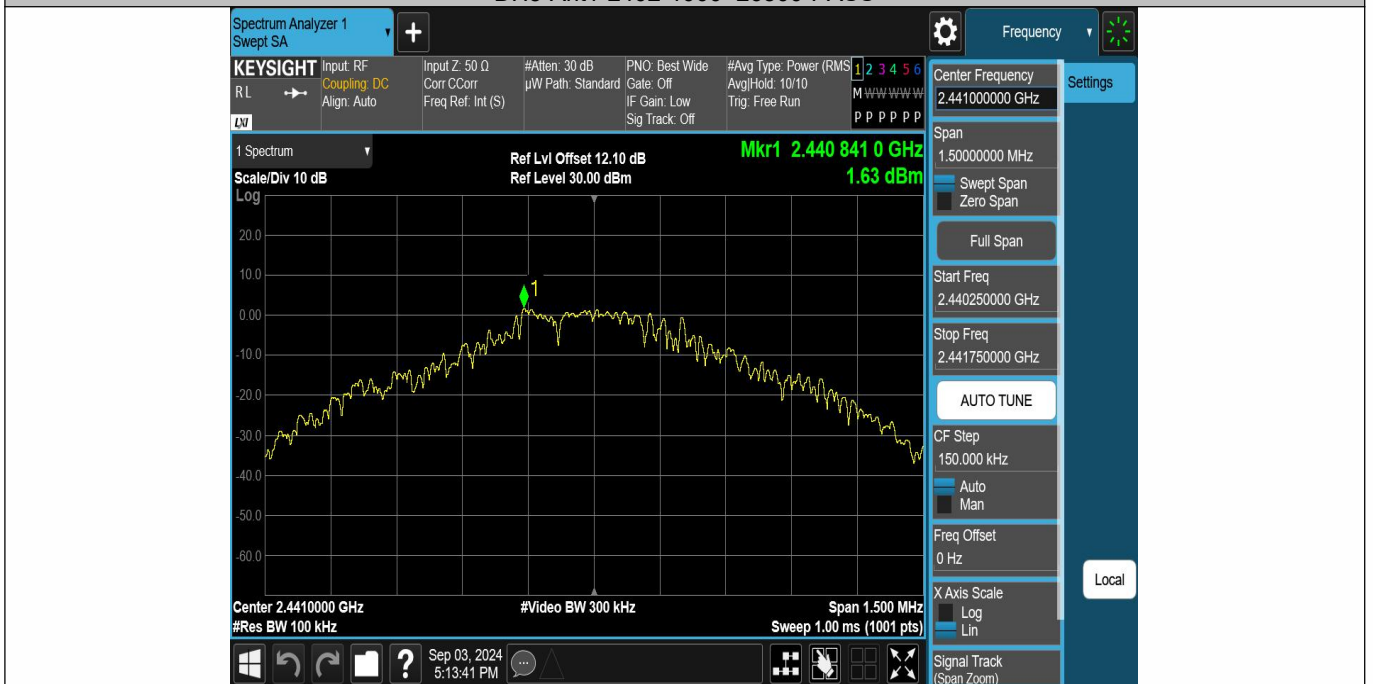 Spectrum Analyzer 1
Swept SA
+
Frequency
KEYSIGHT
RL
LXI
Input: RF
Coupling: DC
Align: Auto
Input Z: 50 Ω
Corr CCorr
Freq Ref: Int (S)
#Atten: 30 dB
µW Path: Standard
PNO: Best Wide
Gate: Off
IF Gain: Low
Sig Track: Off
#Avg Type: Power (RMS
Avg|Hold: 10/10
Trig: Free Run
1 2 3 4 5 6
M W W W W W
P P P P P P
Center Frequency
2.441000000 GHz
Settings
Span
1.50000000 MHz
Swept Span
Zero Span
Full Span
Start Freq
2.440250000 GHz
Stop Freq
2.441750000 GHz
AUTO TUNE
CF Step
150.000 kHz
Auto
Man
Freq Offset
0 Hz
X Axis Scale
Log
Lin
Signal Track
(Span Zoom)
Local
1 Spectrum
Scale/Div 10 dB
Log
Ref Lvl Offset 12.10 dB
Ref Level 30.00 dBm
Mkr1 2.440 841 0 GHz
1.63 dBm
20.0
10.0
1
0.00
-10.0
-20.0
-30.0
-40.0
-50.0
-60.0
Center 2.4410000 GHz
#Res BW 100 kHz
#Video BW 300 kHz
Span 1.500 MHz
Sweep 1.00 ms (1001 pts)
?
Sep 03, 2024
5:13:41 PM